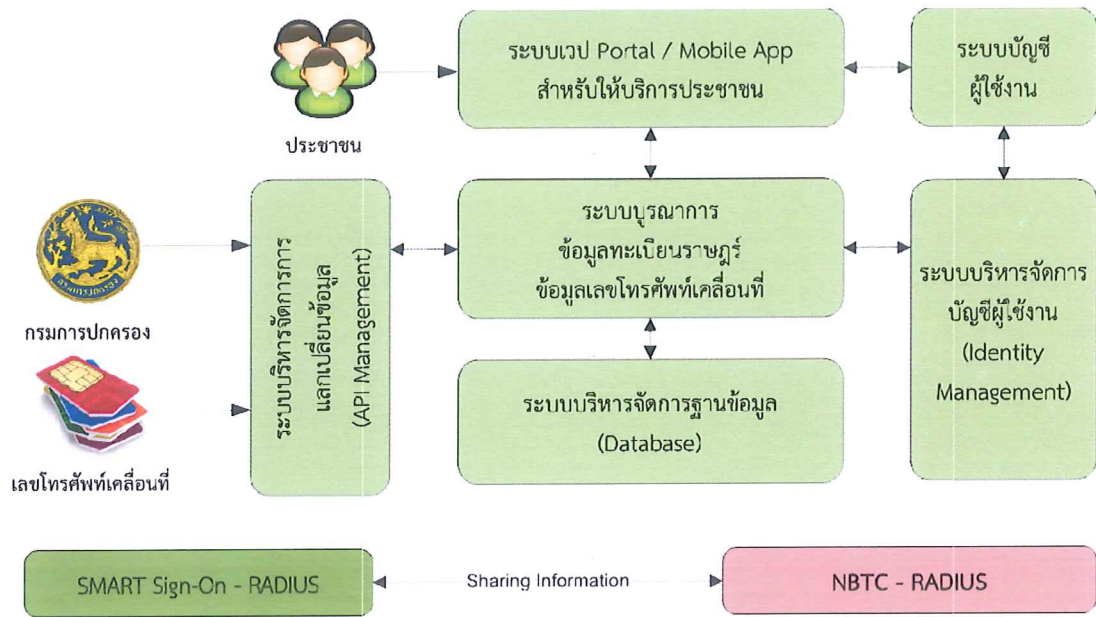 ระบบเวป Portal / Mobile App
สำหรับให้บริการประชาชน
ระบบบัญชี
ผู้ใช้งาน
ประชาชน
กรมการปกครอง
เลขโทรศัพท์เคลื่อนที่
ระบบบริหารจัดการการ
แลกเปลี่ยนข้อมูล
(API Management)
ระบบบูรณาการ
ข้อมูลทะเบียนราษฎร์
ข้อมูลเลขโทรศัพท์เคลื่อนที่
ระบบบริหารจัดการฐานข้อมูล
(Database)
ระบบบริหารจัดการ
บัญชีผู้ใช้งาน
(Identity
Management)
SMART Sign-On - RADIUS
Sharing Information
NBTC - RADIUS